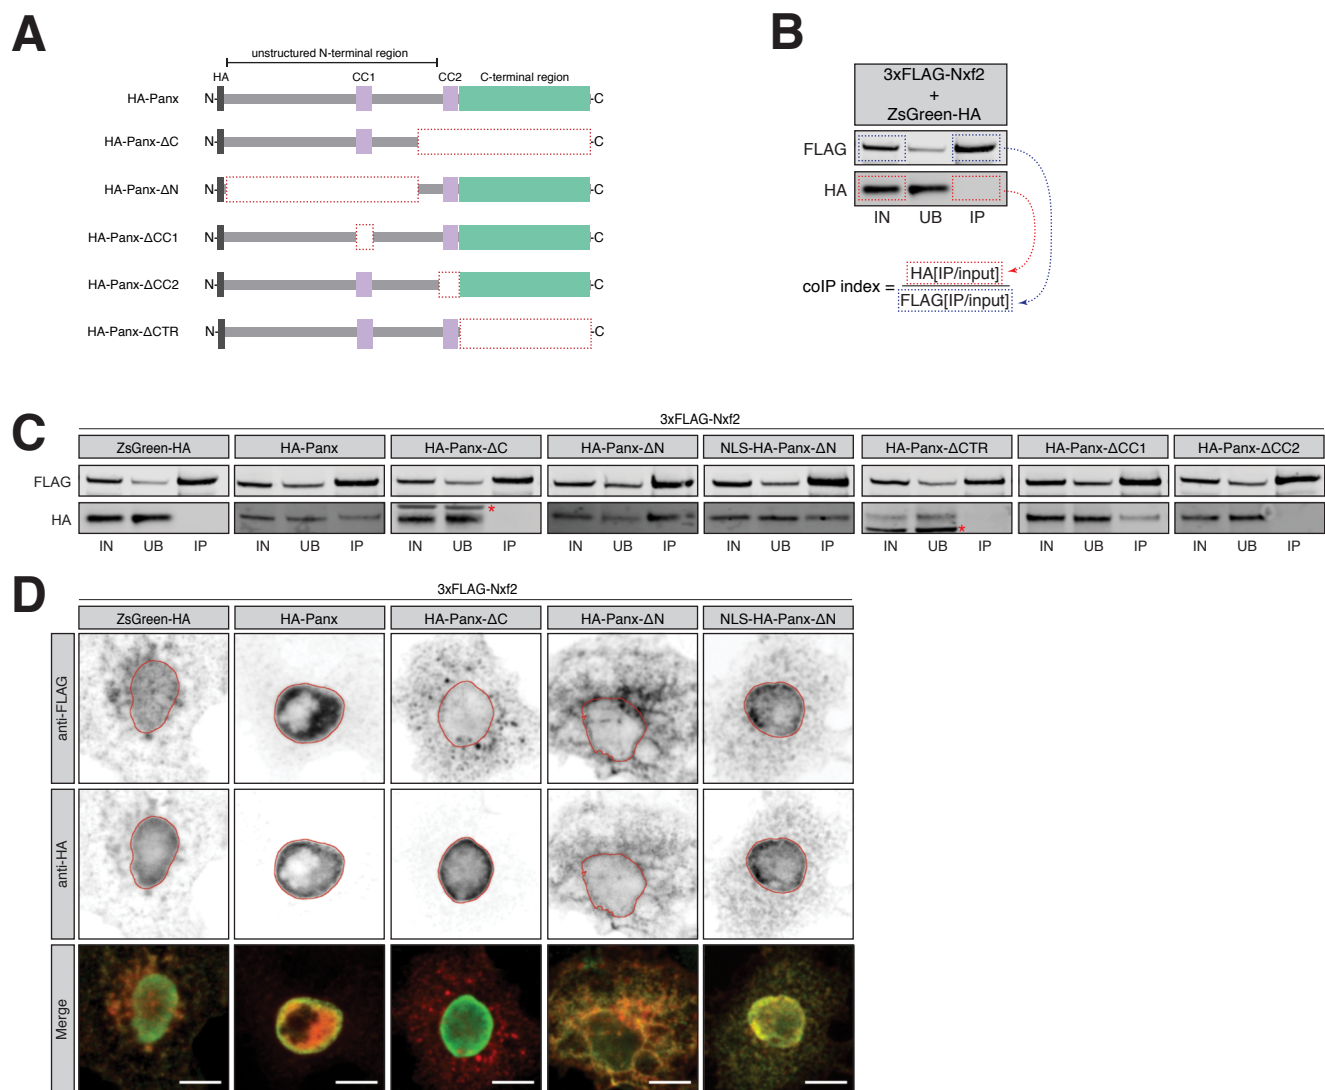 A
unstructured N-terminal region
HA CC1 CC2 C-terminal region
HA-Panx N- -C
HA-Panx-ΔC N- -C
HA-Panx-ΔN N- -C
HA-Panx-ΔCC1 N- -C
HA-Panx-ΔCC2 N- -C
HA-Panx-ΔCTR N- -C
B
3xFLAG-Nxf2
+
ZsGreen-HA
FLAG
HA
IN UB IP
coIP index =
HA[IP/input]
FLAG[IP/input]
C
3xFLAG-Nxf2
ZsGreen-HA HA-Panx HA-Panx-ΔC HA-Panx-ΔN NLS-HA-Panx-ΔN HA-Panx-ΔCTR HA-Panx-ΔCC1 HA-Panx-ΔCC2
FLAG
HA * *
IN UB IP IN UB IP IN UB IP IN UB IP IN UB IP IN UB IP IN UB IP IN UB IP
D
3xFLAG-Nxf2
ZsGreen-HA HA-Panx HA-Panx-ΔC HA-Panx-ΔN NLS-HA-Panx-ΔN
anti-FLAG
anti-HA
Merge